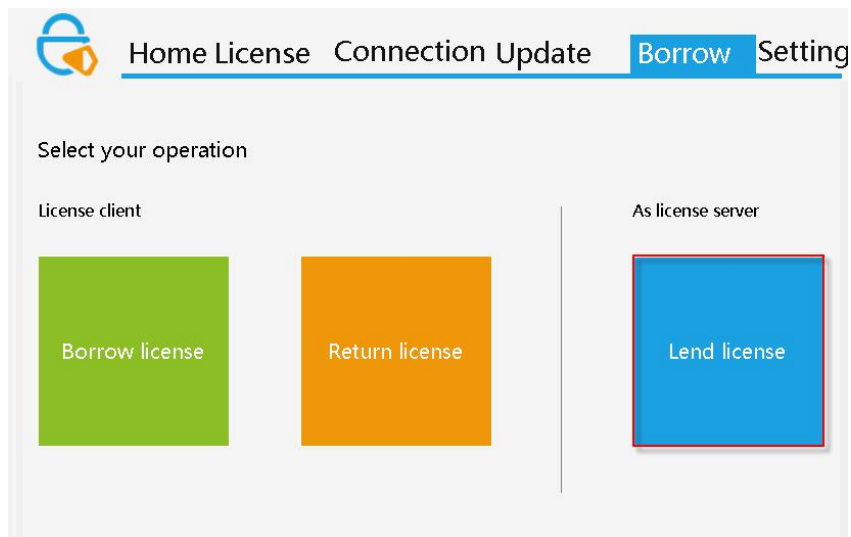 Home License Connection Update Borrow Setting
Select your operation
License client
As license server
Borrow license
Return license
Lend license